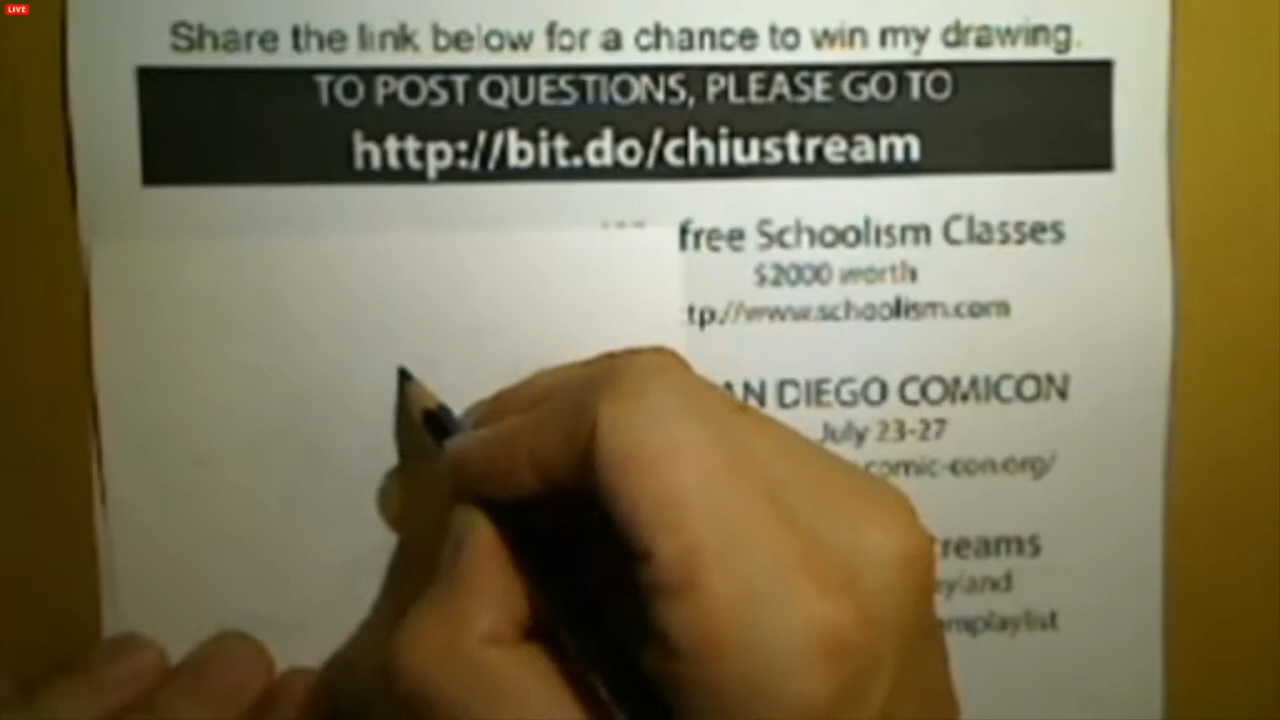 LIVE
Share the link below for a chance to win my drawing.
TO POST QUESTIONS, PLEASE GO TO
http://bit.do/chiustream
free Schoolism Classes
$2000 worth
tp://www.schoolism.com
AN DIEGO COMICON
July 23-27
comic-con.org/
reams